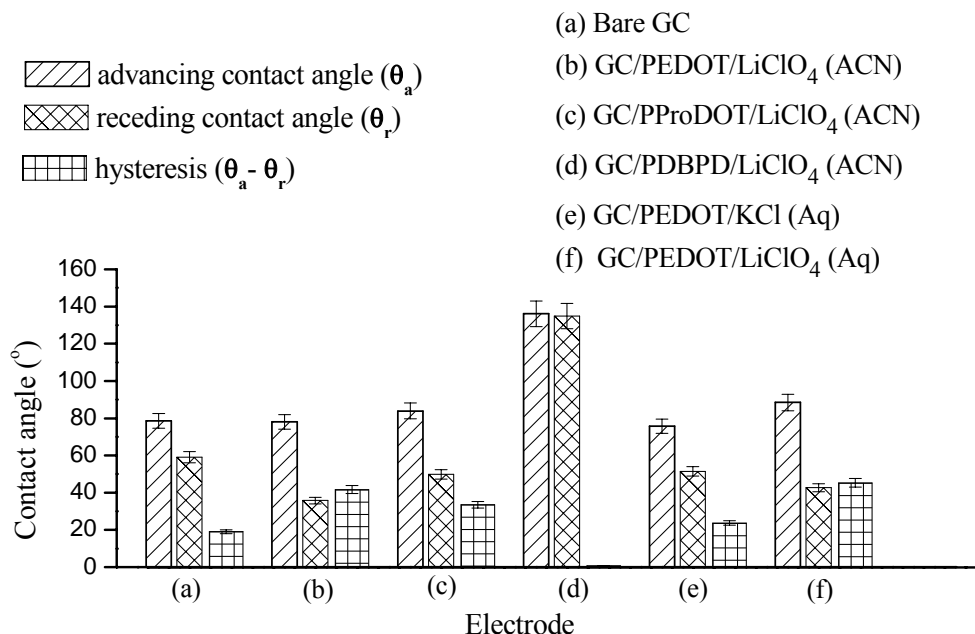 (a) Bare GC
(b) GC/PEDOT/LiClO4 (ACN)
(c) GC/PProDOT/LiClO4 (ACN)
(d) GC/PDBPD/LiClO4 (ACN)
(e) GC/PEDOT/KCl (Aq)
(f) GC/PEDOT/LiClO4 (Aq)
advancing contact angle (θa)
receding contact angle (θr)
hysteresis (θa- θr)
Contact angle (o)
160
140
120
100
80
60
40
20
0
(a) (b) (c) (d) (e) (f)
Electrode